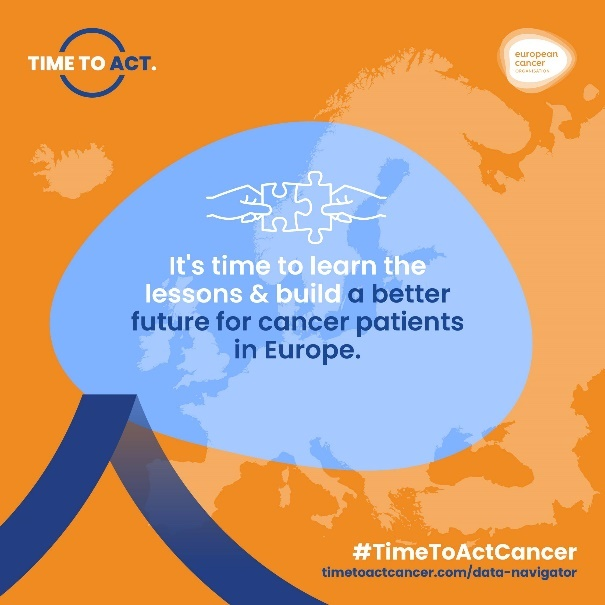 TIME TO ACT.
european
cancer
ORGANISATION
It's time to learn the
lessons & build a better
future for cancer patients
in Europe.
#TimeToActCancer
timetoactcancer.com/data-navigator